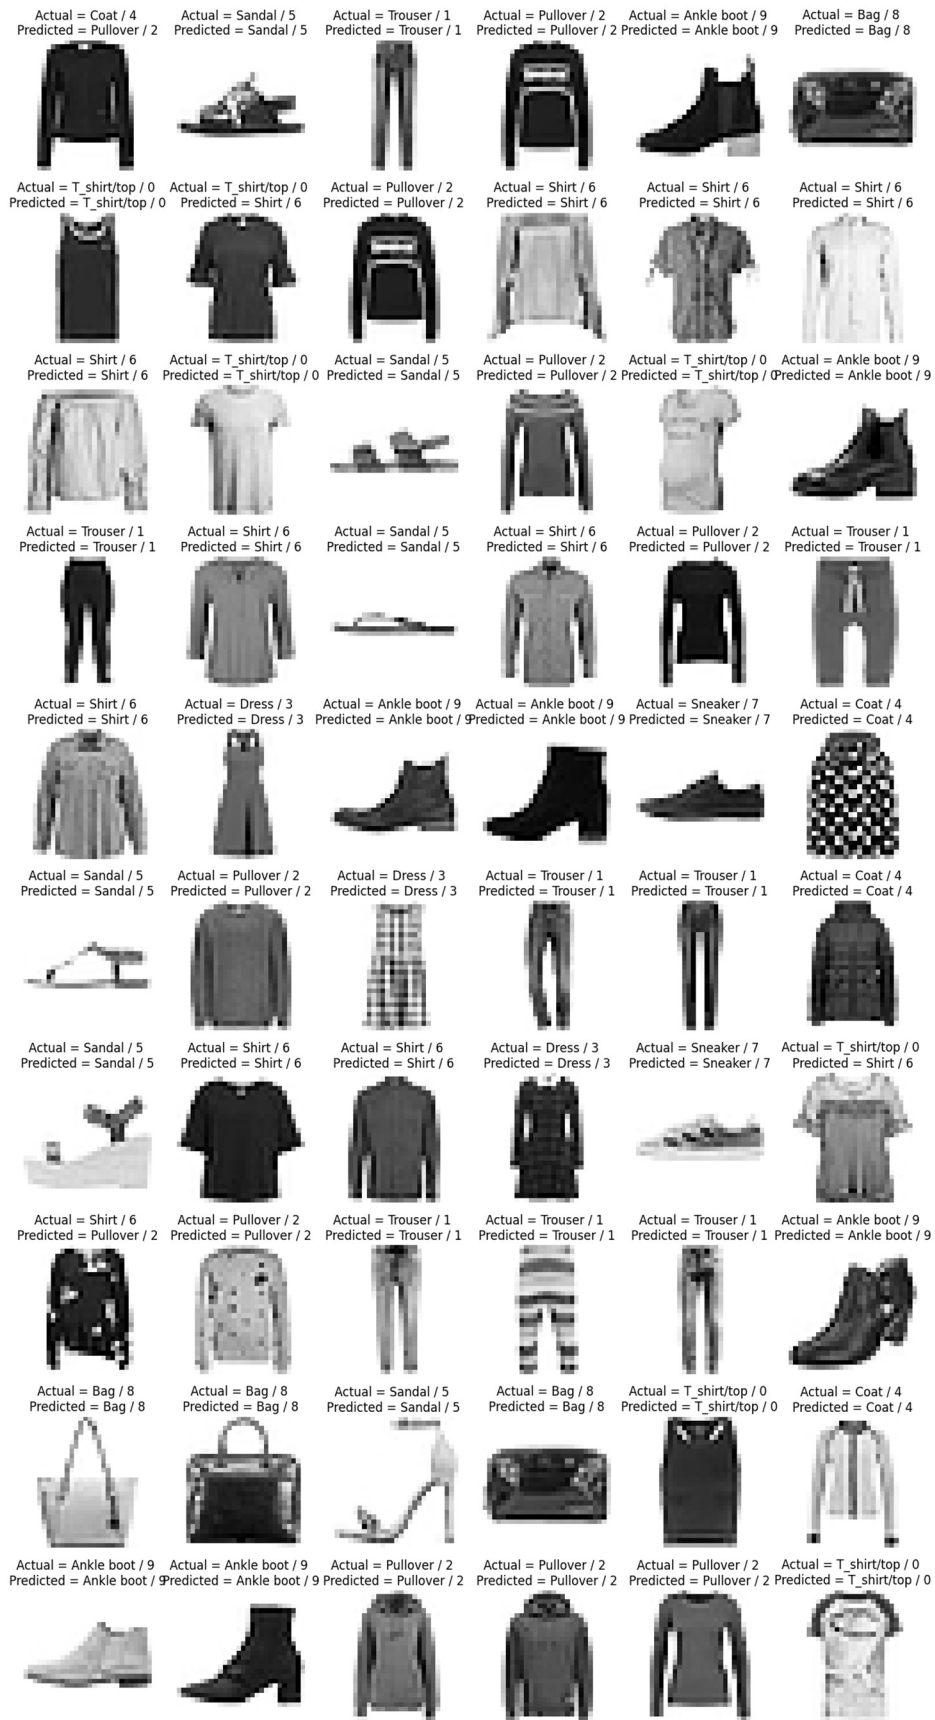 Actual = Coat / 4
Predicted = Pullover / 2
Actual = Sandal / 5
Predicted = Sandal / 5
Actual = Trouser / 1
Predicted = Trouser / 1
Actual = Pullover / 2
Predicted = Pullover / 2
Actual = Ankle boot / 9
Predicted = Ankle boot / 9
Actual = Bag / 8
Predicted = Bag / 8
Actual = T_shirt/top / 0
Predicted = T_shirt/top / 0
Actual = T_shirt/top / 0
Predicted = Shirt / 6
Actual = Pullover / 2
Predicted = Pullover / 2
Actual = Shirt / 6
Predicted = Shirt / 6
Actual = Shirt / 6
Predicted = Shirt / 6
Actual = Shirt / 6
Predicted = Shirt / 6
Actual = Shirt / 6
Predicted = Shirt / 6
Actual = T_shirt/top / 0
Predicted = T_shirt/top / 0
Actual = Sandal / 5
Predicted = Sandal / 5
Actual = Pullover / 2
Predicted = Pullover / 2
Actual = T_shirt/top / 0
Predicted = T_shirt/top / 0
Actual = Ankle boot / 9
Predicted = Ankle boot / 9
Actual = Trouser / 1
Predicted = Trouser / 1
Actual = Shirt / 6
Predicted = Shirt / 6
Actual = Sandal / 5
Predicted = Sandal / 5
Actual = Shirt / 6
Predicted = Shirt / 6
Actual = Pullover / 2
Predicted = Pullover / 2
Actual = Trouser / 1
Predicted = Trouser / 1
Actual = Shirt / 6
Predicted = Shirt / 6
Actual = Dress / 3
Predicted = Dress / 3
Actual = Ankle boot / 9
Predicted = Ankle boot / 9
Actual = Ankle boot / 9
Predicted = Ankle boot / 9
Actual = Sneaker / 7
Predicted = Sneaker / 7
Actual = Coat / 4
Predicted = Coat / 4
Actual = Sandal / 5
Predicted = Sandal / 5
Actual = Pullover / 2
Predicted = Pullover / 2
Actual = Dress / 3
Predicted = Dress / 3
Actual = Trouser / 1
Predicted = Trouser / 1
Actual = Trouser / 1
Predicted = Trouser / 1
Actual = Coat / 4
Predicted = Coat / 4
Actual = Sandal / 5
Predicted = Sandal / 5
Actual = Shirt / 6
Predicted = Shirt / 6
Actual = Shirt / 6
Predicted = Shirt / 6
Actual = Dress / 3
Predicted = Dress / 3
Actual = Sneaker / 7
Predicted = Sneaker / 7
Actual = T_shirt/top / 0
Predicted = Shirt / 6
Actual = Shirt / 6
Predicted = Pullover / 2
Actual = Pullover / 2
Predicted = Pullover / 2
Actual = Trouser / 1
Predicted = Trouser / 1
Actual = Trouser / 1
Predicted = Trouser / 1
Actual = Trouser / 1
Predicted = Trouser / 1
Actual = Ankle boot / 9
Predicted = Ankle boot / 9
Actual = Bag / 8
Predicted = Bag / 8
Actual = Bag / 8
Predicted = Bag / 8
Actual = Sandal / 5
Predicted = Sandal / 5
Actual = Bag / 8
Predicted = Bag / 8
Actual = T_shirt/top / 0
Predicted = T_shirt/top / 0
Actual = Coat / 4
Predicted = Coat / 4
Actual = Ankle boot / 9
Predicted = Ankle boot / 9
Actual = Ankle boot / 9
Predicted = Ankle boot / 9
Actual = Pullover / 2
Predicted = Pullover / 2
Actual = Pullover / 2
Predicted = Pullover / 2
Actual = Pullover / 2
Predicted = Pullover / 2
Actual = T_shirt/top / 0
Predicted = T_shirt/top / 0